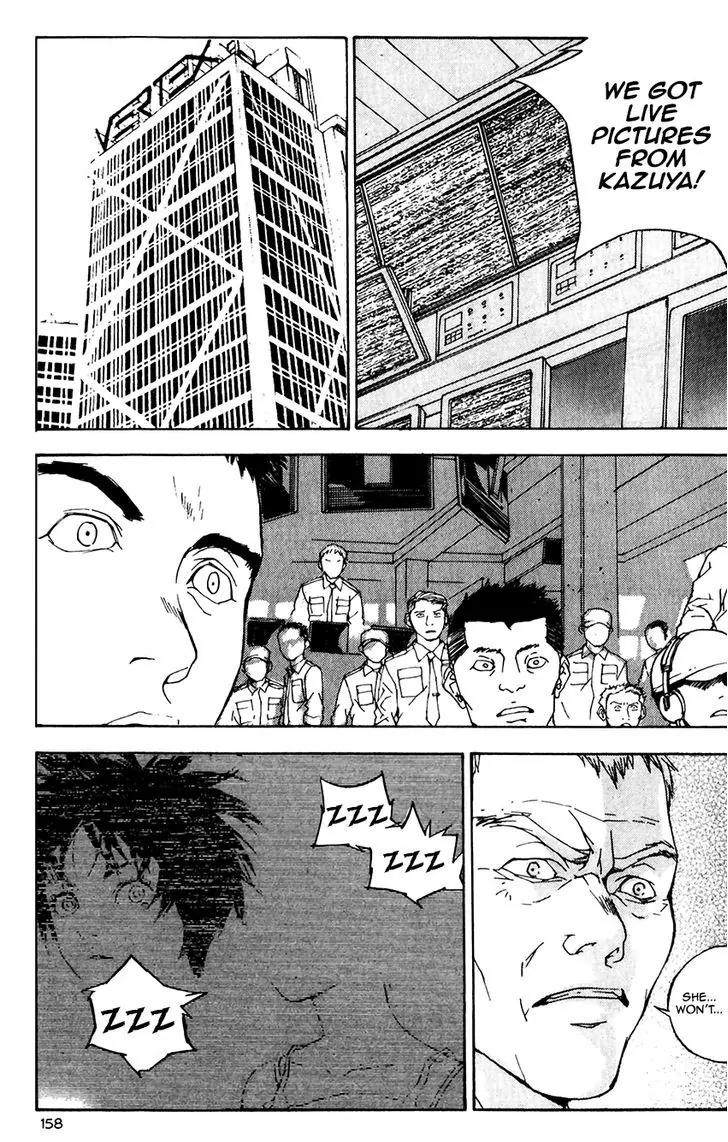 VERTEX
WE GOT
LIVE
PICTURES
FROM
KAZUYA!
ZZZ
ZZZ
ZZZ
SHE...
WON'T...
158